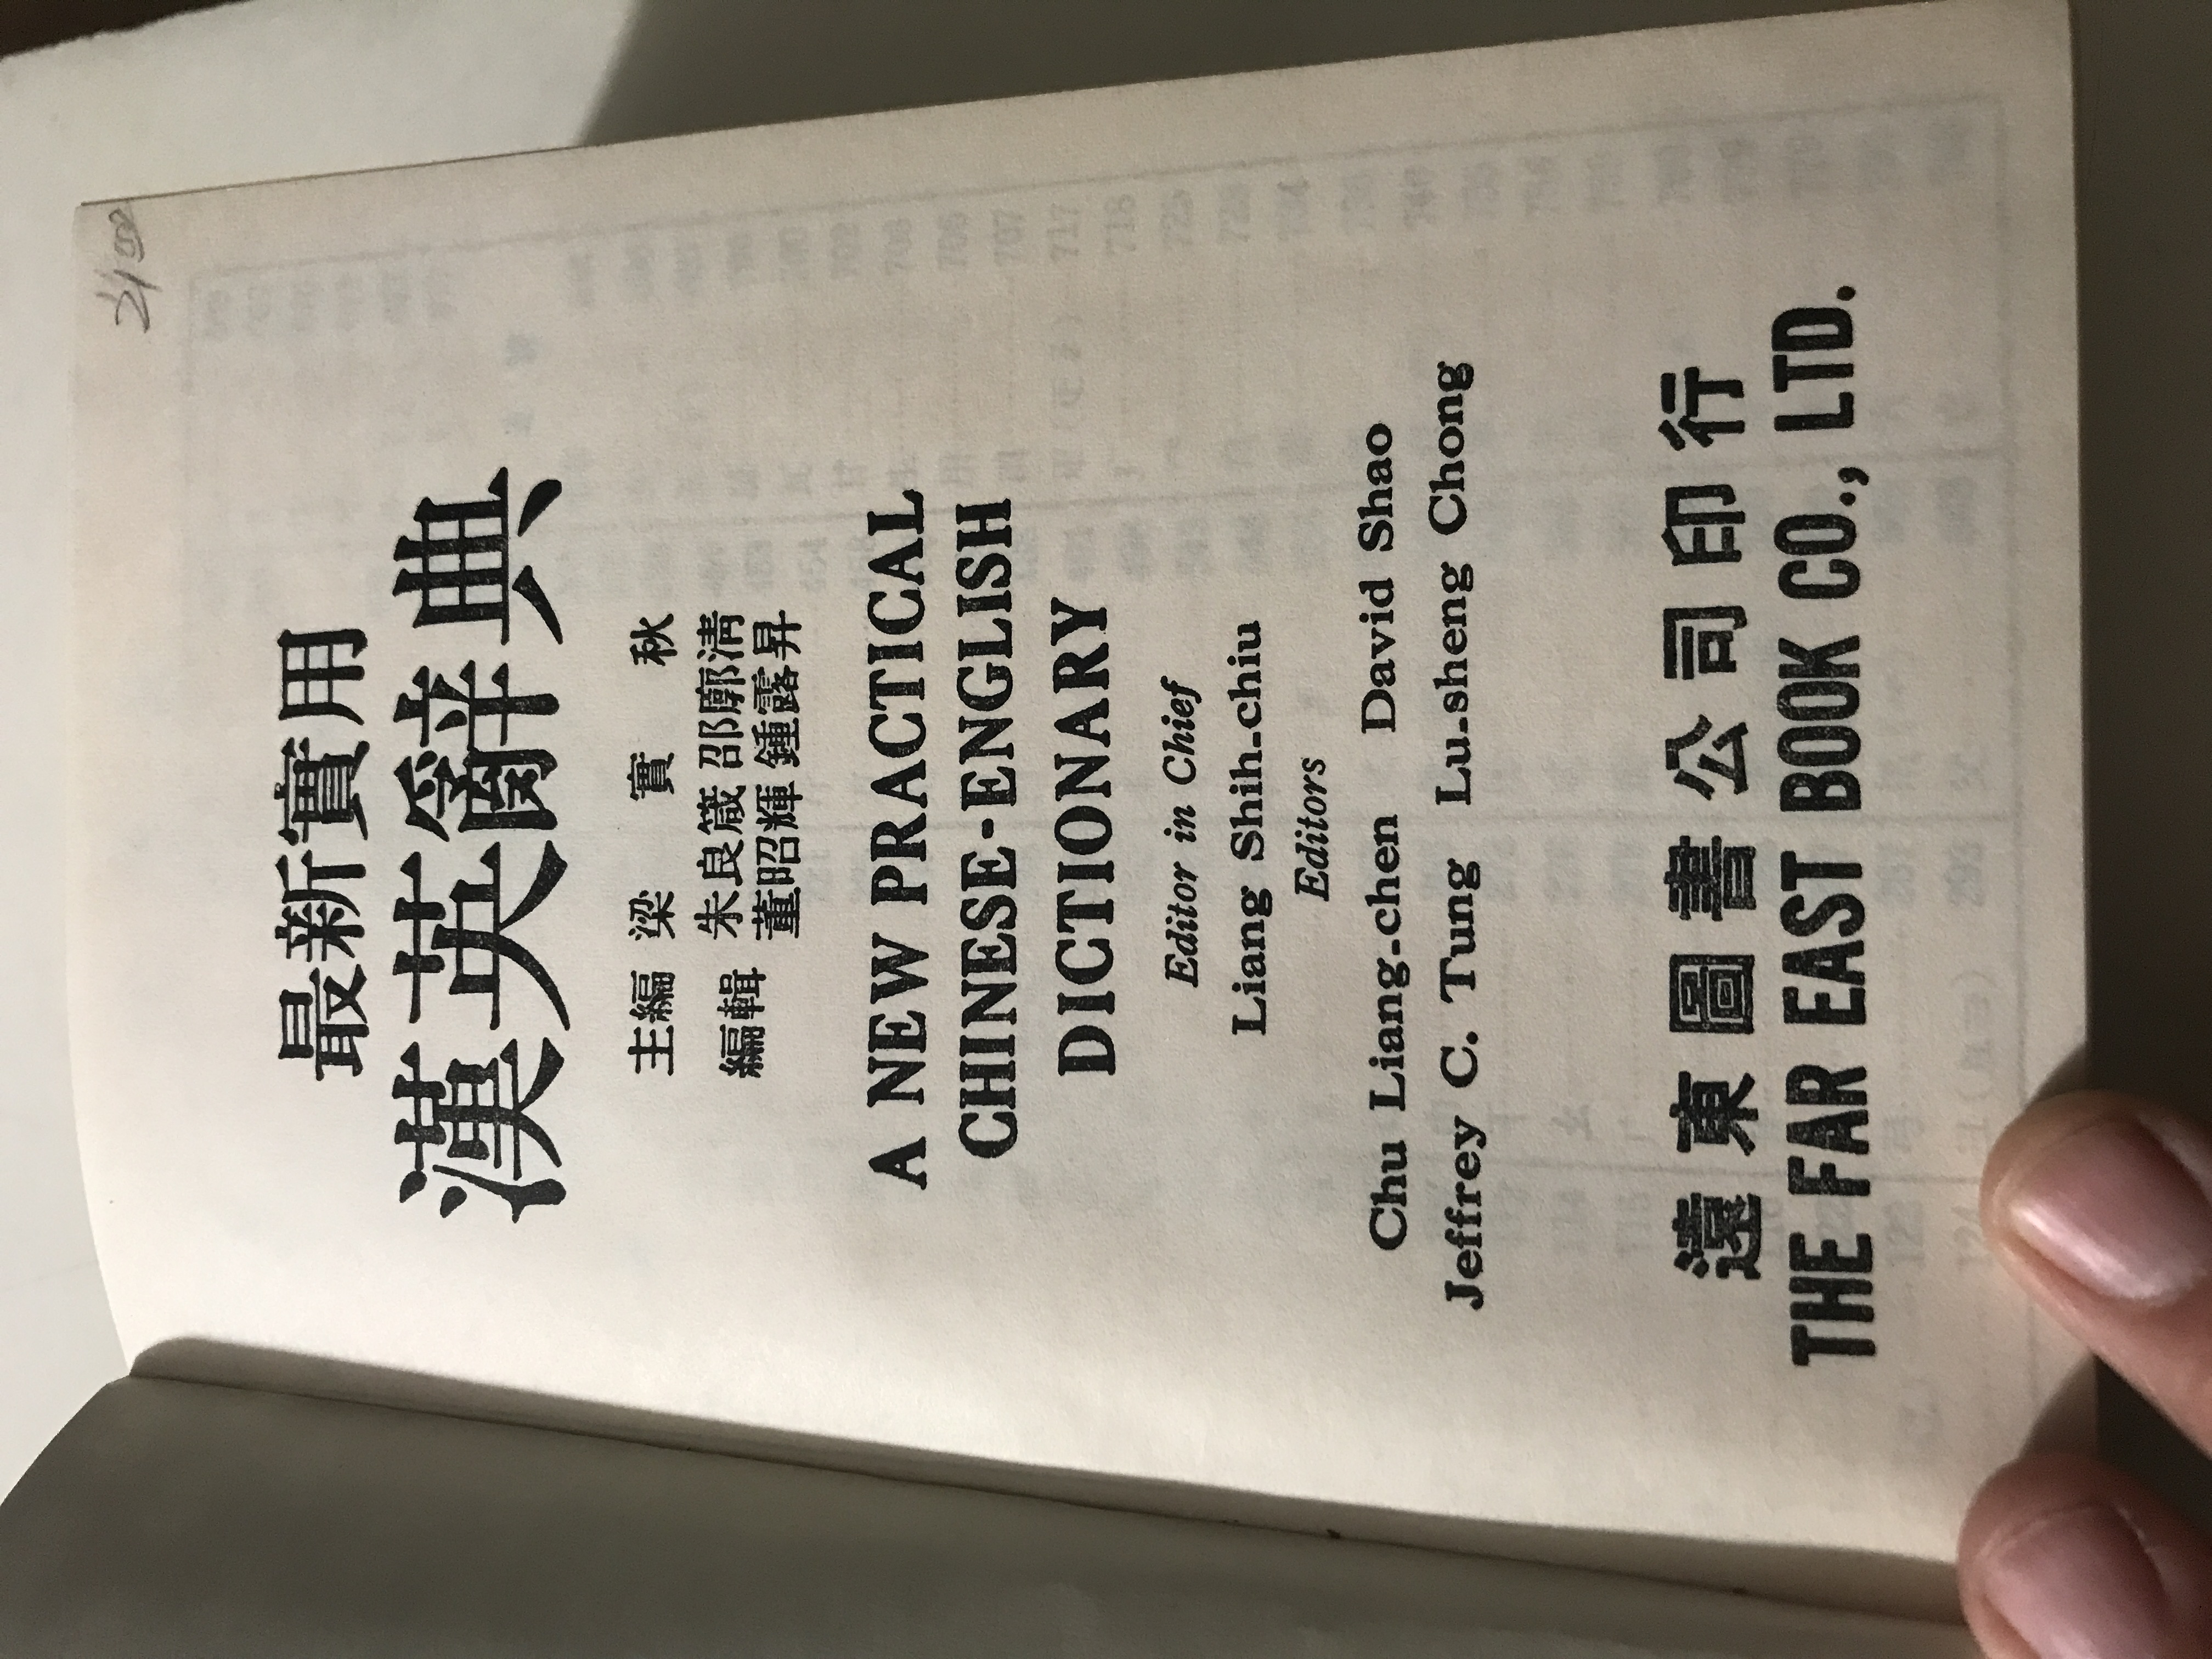 最新實用
漢英辭典
主編 梁實秋
編輯 朱良箴 邵廓清
董昭輝 鍾露昇
A NEW PRACTICAL
CHINESE-ENGLISH
DICTIONARY
Editor in Chief
Liang Shih-chiu
Editors
Chu Liang-chen David Shao
Jeffrey C. Tung Lu-sheng Chong
遠東圖書公司印行
THE FAR EAST BOOK CO., LTD.